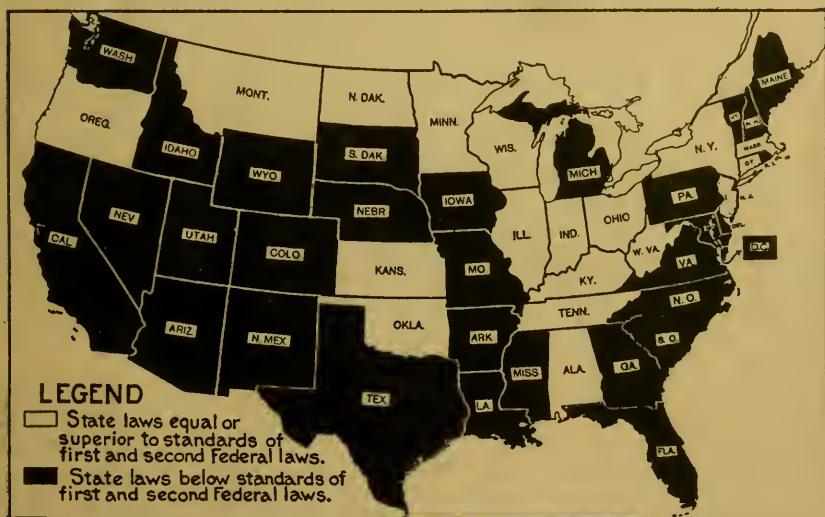 WASH
MONT.
N. DAK.
MINN.
MAINE
OREG.
IDAHO
S. DAK.
WIS.
MICH
N. Y.
VT.
N. H.
MASS.
CT
R. I.
WYO
IOWA
NEBR
PA.
N. J.
NEV
UTAH
COLO
ILL.
IND.
OHIO
W. VA.
DEL.
D.C.
CAL
KANS.
MO
KY.
VA.
TENN.
N. O.
ARIZ.
N. MEX
OKLA.
ARK
S. O.
MISS
ALA.
GA.
TEX.
LA
FLA.
LEGEND
State laws equal or
superior to standards of
first and second Federal laws.
State laws below standards of
first and second Federal laws.